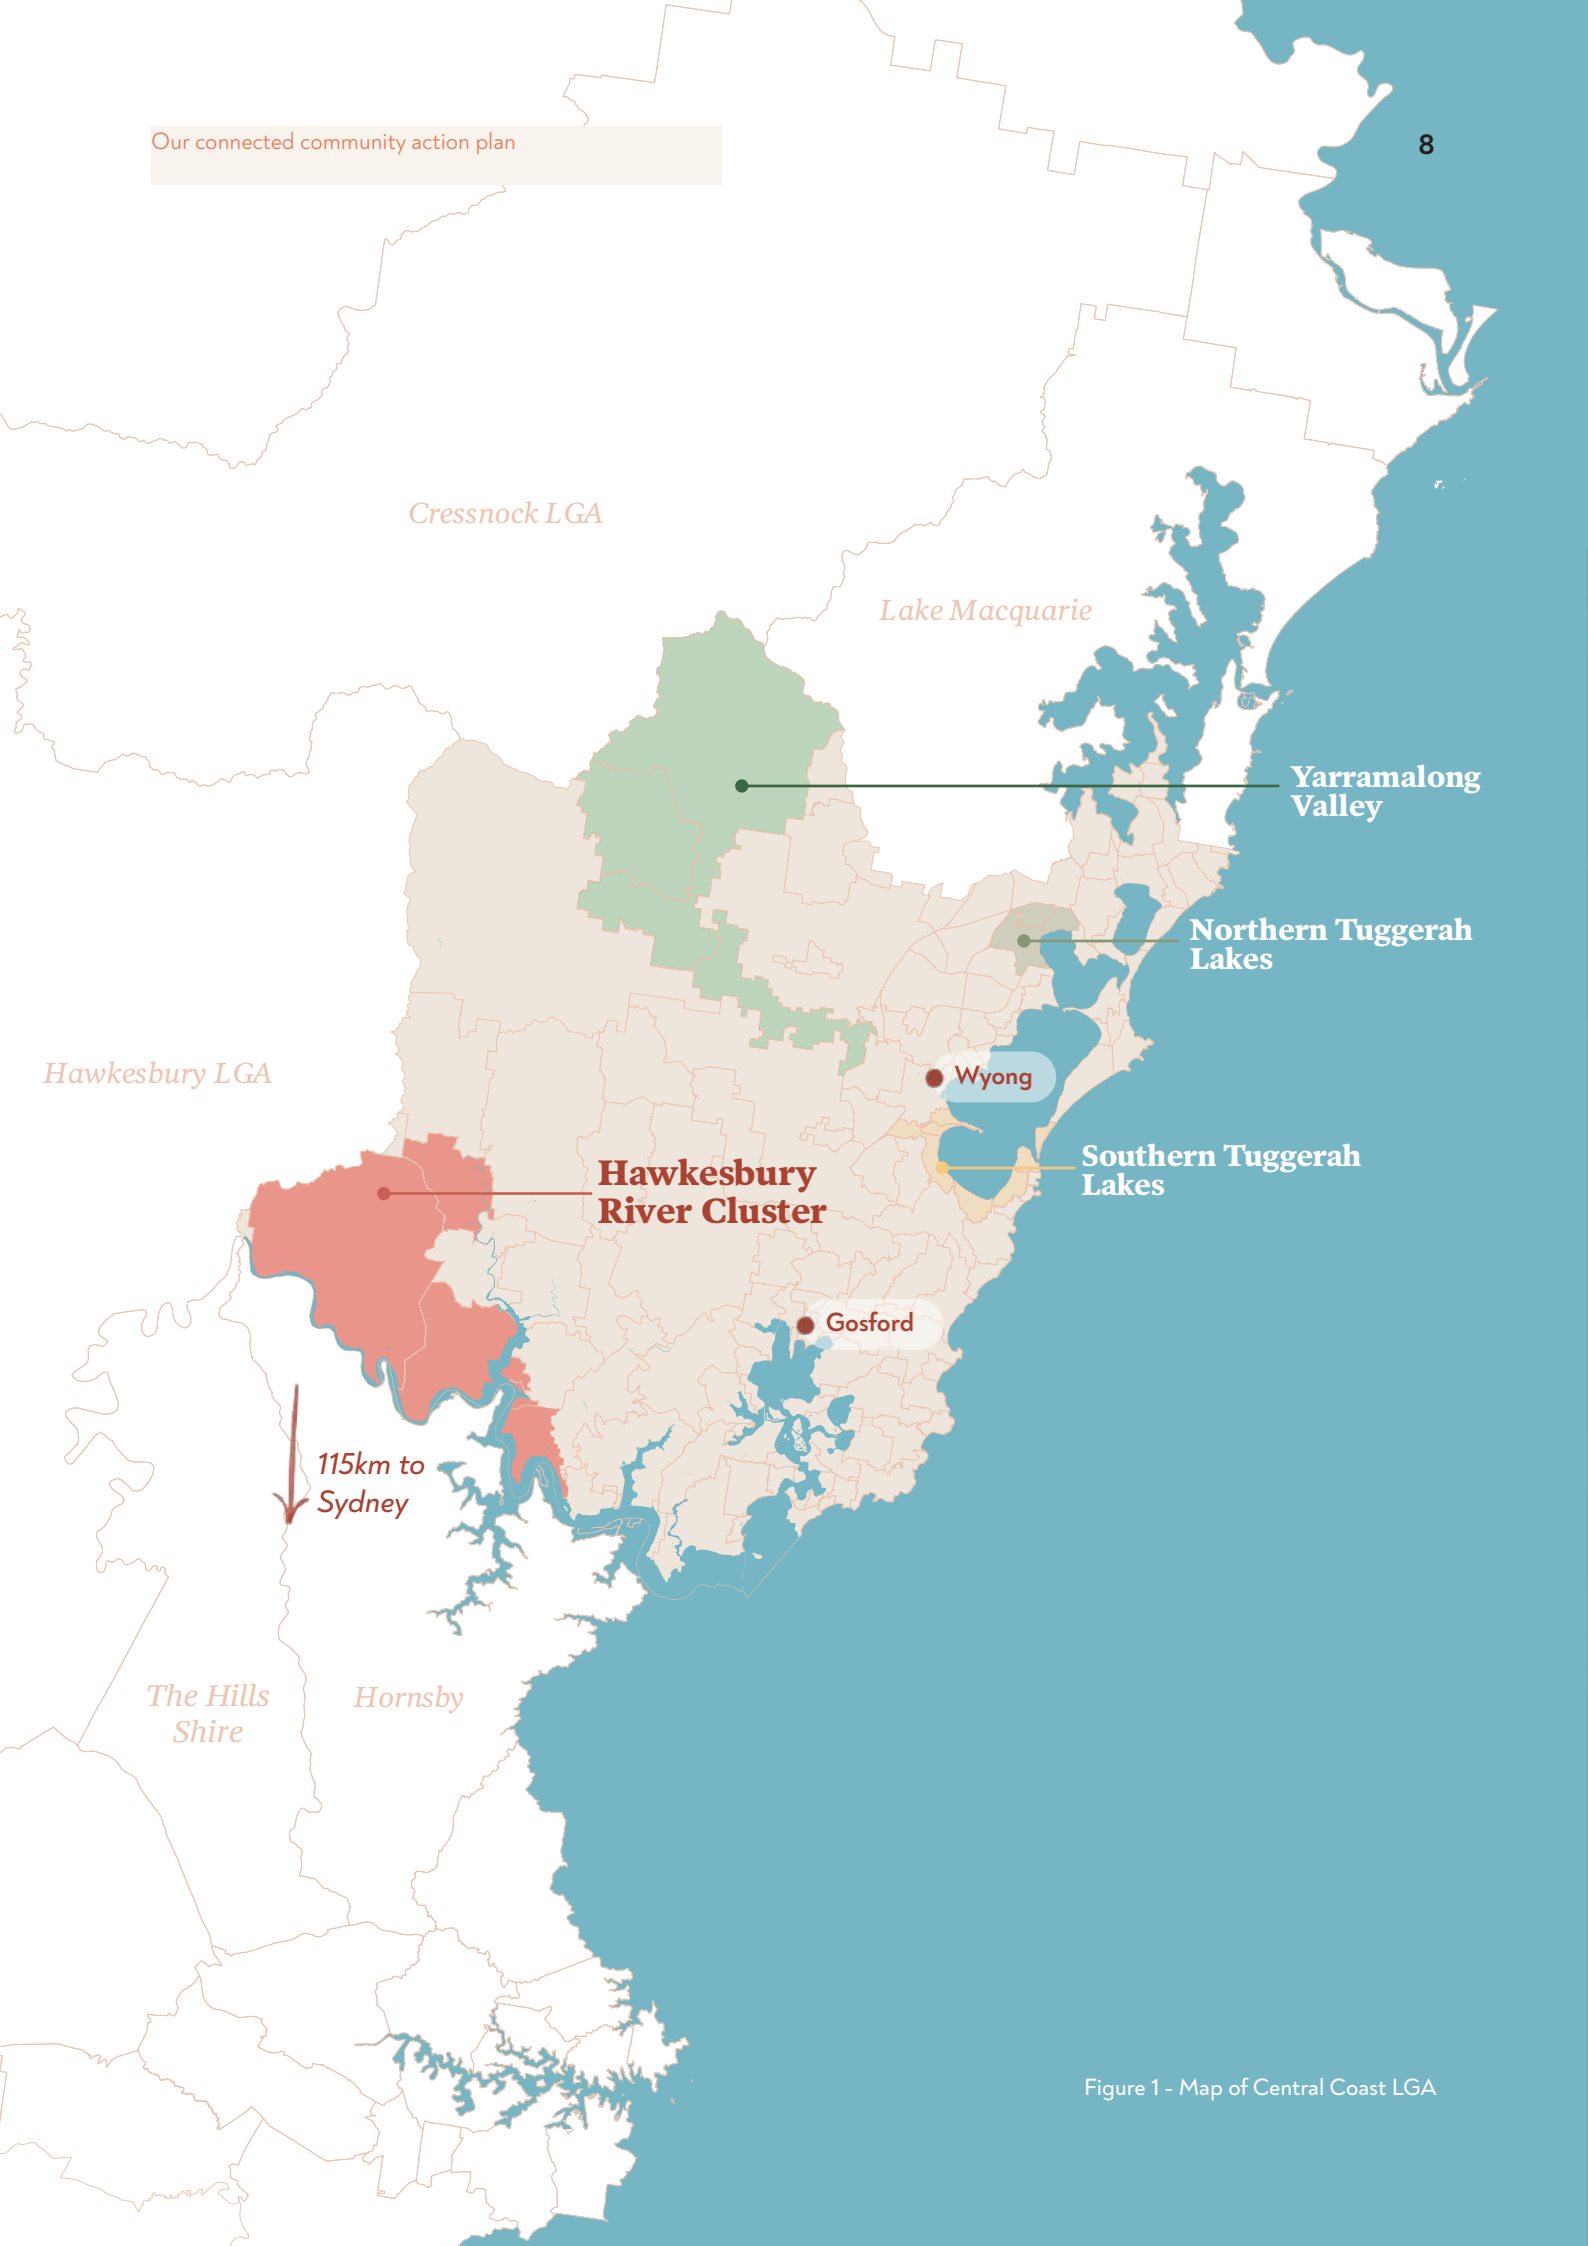 Our connected community action plan
8
Cressnock LGA
Lake Macquarie
Yarramalong
Valley
Northern Tuggerah
Lakes
Hawkesbury LGA
Wyong
Southern Tuggerah
Lakes
Hawkesbury
River Cluster
Gosford
115km to
Sydney
The Hills
Shire
Hornsby
Figure 1 - Map of Central Coast LGA